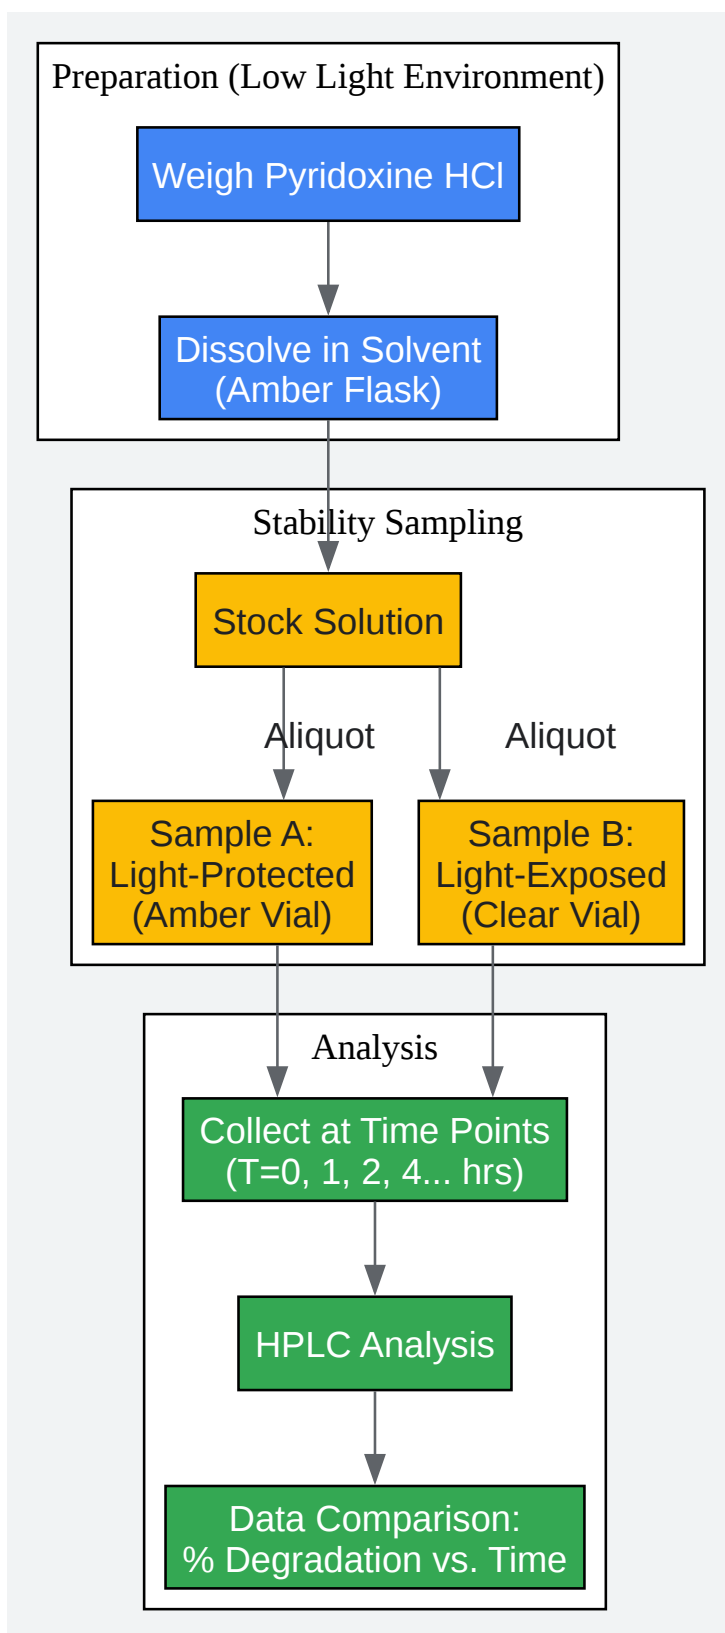 Preparation (Low Light Environment)
Weigh Pyridoxine HCl
Dissolve in Solvent
(Amber Flask)
Stability Sampling
Stock Solution
Aliquot
Aliquot
Sample A:
Light-Protected
(Amber Vial)
Sample B:
Light-Exposed
(Clear Vial)
Analysis
Collect at Time Points
(T=0, 1, 2, 4... hrs)
HPLC Analysis
Data Comparison:
% Degradation vs. Time